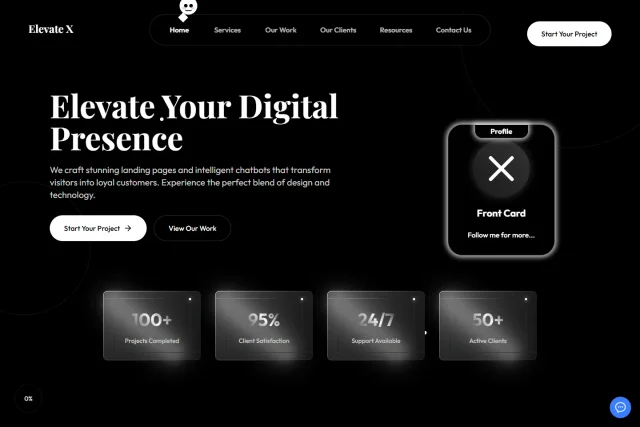 Elevate X
Home Services Our Work Our Clients Resources Contact Us
Start Your Project
Elevate Your Digital
Presence
We craft stunning landing pages and intelligent chatbots that transform
visitors into loyal customers. Experience the perfect blend of design and
technology.
Start Your Project →
View Our Work
Profile
Front Card
Follow me for more...
100+
Projects Completed
95%
Client Satisfaction
24/7
Support Available
50+
Active Clients
0%